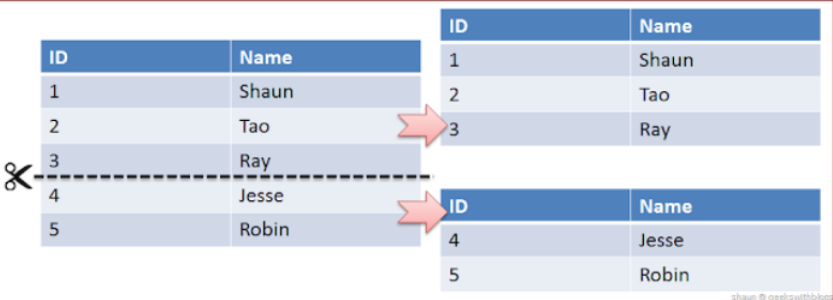 ID Name
1 Shaun
2 Tao
3 Ray
4 Jesse
5 Robin
ID Name
1 Shaun
2 Tao
3 Ray
ID Name
4 Jesse
5 Robin
shaun @ geekswithblogs